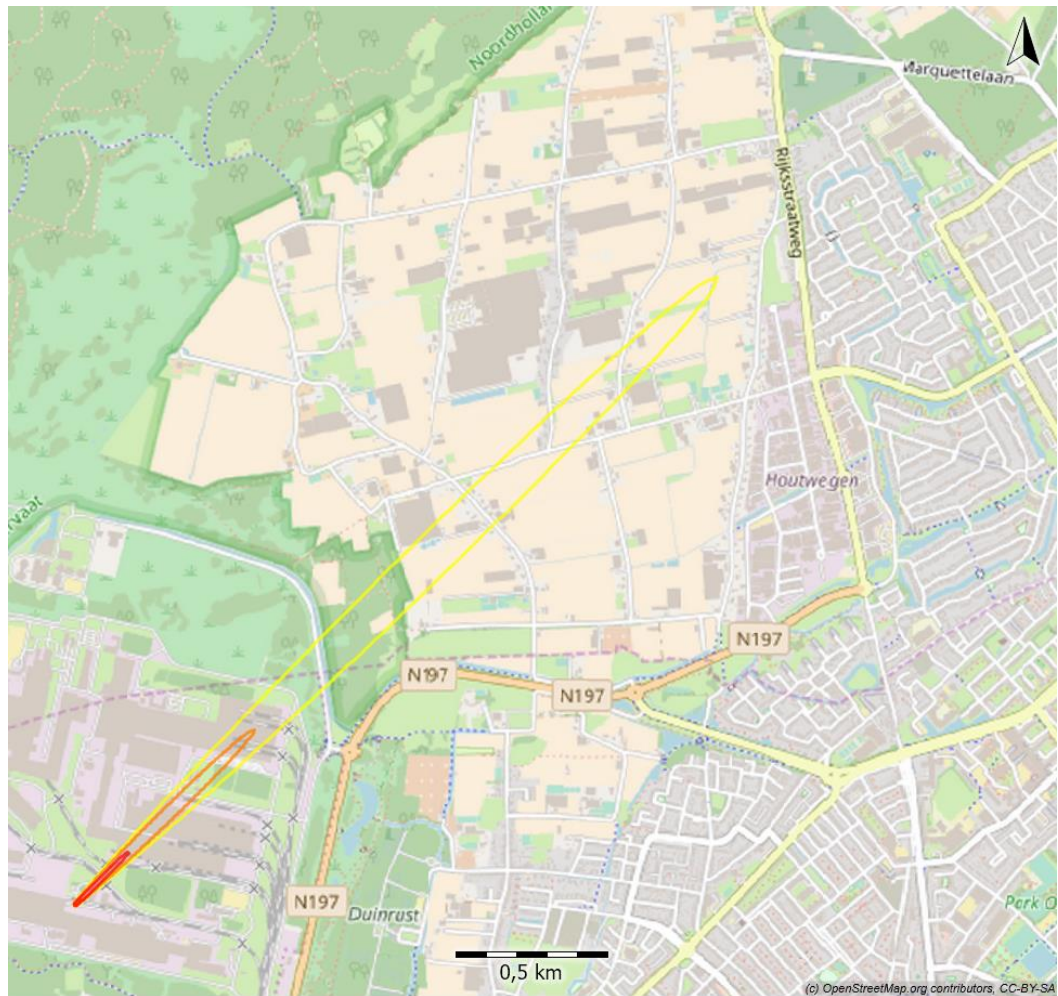 Noordholla
Marquettelaan
Rijksstraatweg
Houtwegen
rvaat
N197
N197
N197
N197
Duinrust
Park O
0,5 km
(c) OpenStreetMap.org contributors, CC-BY-SA